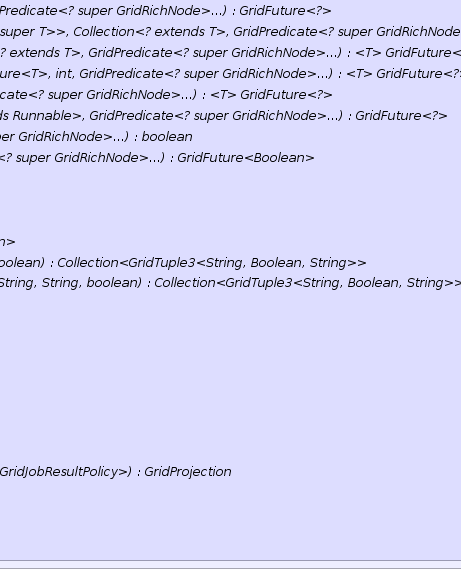 Predicate<? super GridRichNode>...) : GridFuture<?>
super T>>, Collection<? extends T>, GridPredicate<? super GridRichNode
? extends T>, GridPredicate<? super GridRichNode>...) : <T> GridFuture<
ure<T>, int, GridPredicate<? super GridRichNode>...) : <T> GridFuture<?>
cate<? super GridRichNode>...) : <T> GridFuture<?>
ds Runnable>, GridPredicate<? super GridRichNode>...) : GridFuture<?>
per GridRichNode>...) : boolean
<? super GridRichNode>...) : GridFuture<Boolean>
n>
oolean) : Collection<GridTuple3<String, Boolean, String>>
String, String, boolean) : Collection<GridTuple3<String, Boolean, String>>
GridJobResultPolicy>) : GridProjection